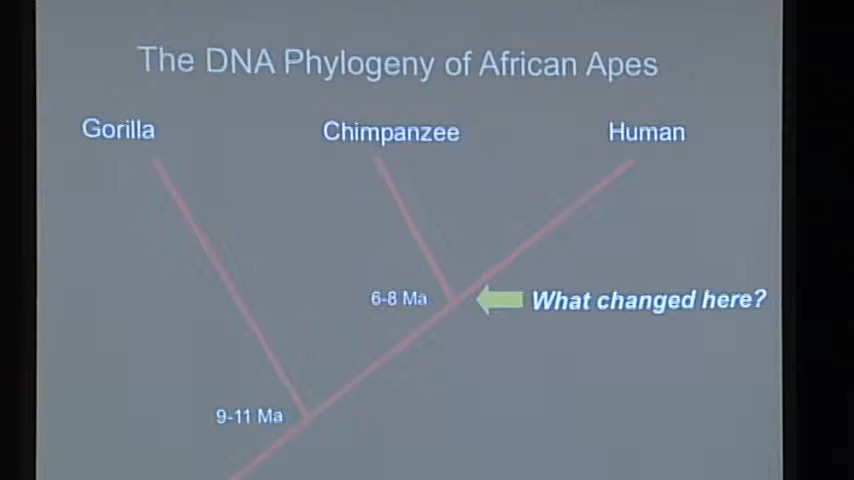 The DNA Phylogeny of African Apes
Gorilla
Chimpanzee
Human
6-8 Ma
What changed here?
9-11 Ma